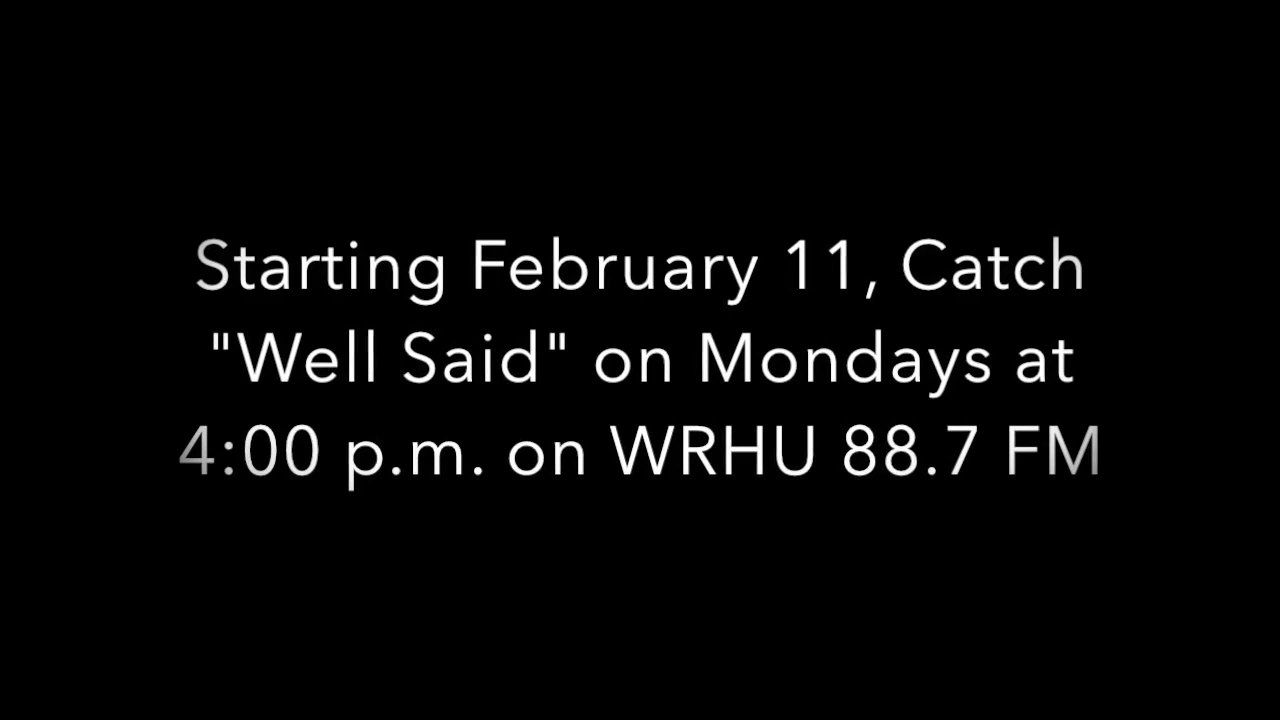 Starting February 11, Catch
"Well Said" on Mondays at
4:00 p.m. on WRHU 88.7 FM